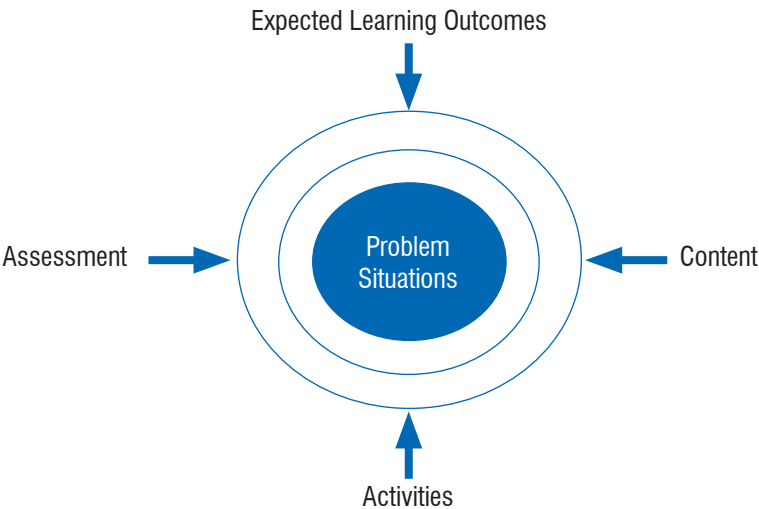 Expected Learning Outcomes
Assessment
Problem
Situations
Content
Activities